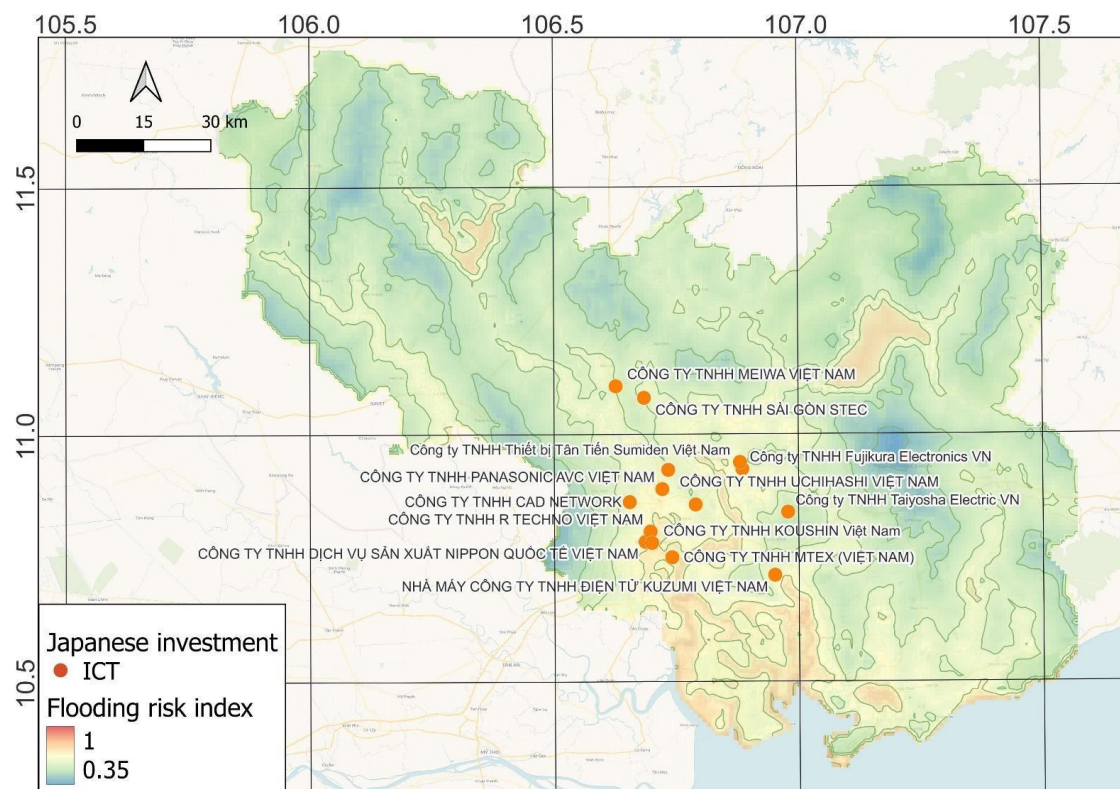 105.5 106.0 106.5 107.0 107.5
0 15 30 km
11.5
CÔNG TY TNHH MEIWA VIỆT NAM
CÔNG TY TNHH SÀI GÒN STEC
11.0
Công ty TNHH Thiết bị Tân Tiến Sumiden Việt Nam
Công ty TNHH Fujikura Electronics VN
CÔNG TY TNHH PANASONIC AVC VIỆT NAM
CÔNG TY TNHH UCHIHASHI VIỆT NAM
CÔNG TY TNHH CAD NETWORK
Công ty TNHH Taiyosha Electric VN
CÔNG TY TNHH R TECHNO VIỆT NAM
CÔNG TY TNHH KOUSHIN Việt Nam
CÔNG TY TNHH DỊCH VỤ SẢN XUẤT NIPPON QUỐC TẾ VIỆT NAM
CÔNG TY TNHH MTEX (VIỆT NAM)
NHÀ MÁY CÔNG TY TNHH ĐIỆN TỬ KUZUMI VIỆT NAM
10.5
Japanese investment
ICT
Flooding risk index
1
0.35